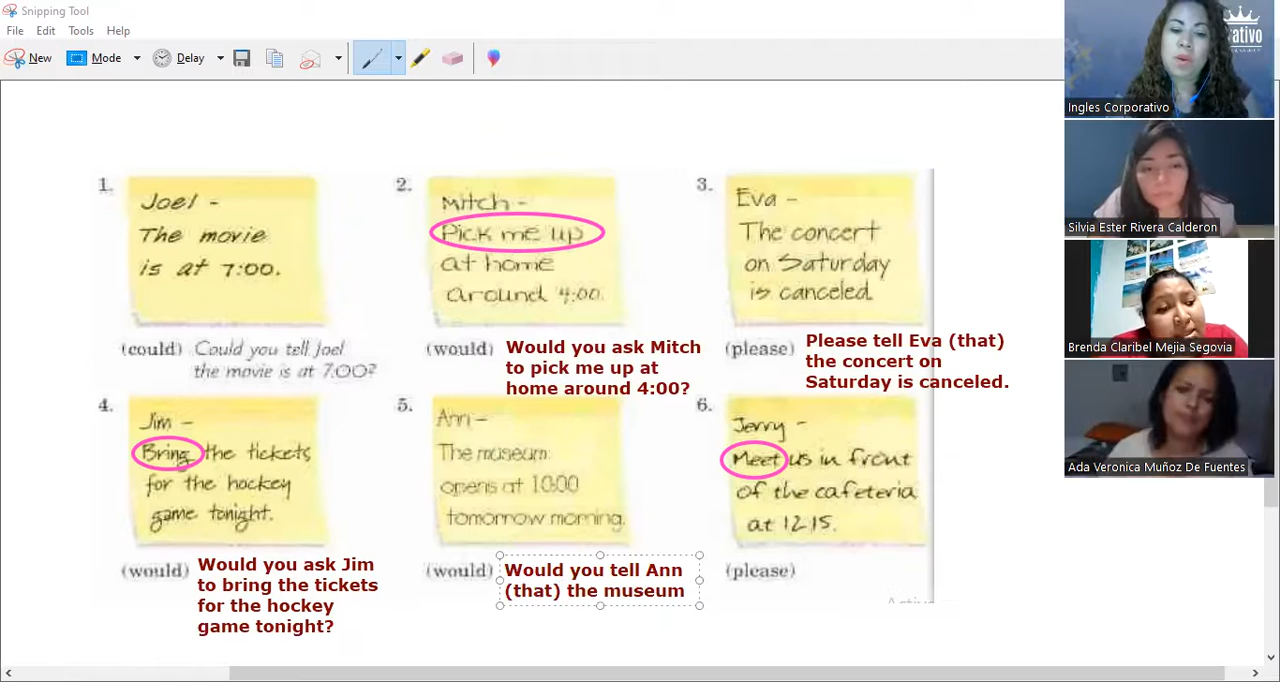 Snipping Tool
File Edit Tools Help
New Mode Delay
ativo
Ingles Corporativo
Silvia Ester Rivera Calderon
Brenda Claribel Mejia Segovia
Ada Veronica Muñoz De Fuentes
1.
Joel -
The movie
is at 7:00.
(could) Could you tell Joel
the movie is at 7:00?
2.
Mitch -
Pick me up
at home
around 4:00.
(would) Would you ask Mitch
to pick me up at
home around 4:00?
3.
Eva -
The concert
on Saturday
is canceled.
(please) Please tell Eva (that)
the concert on
Saturday is canceled.
4.
Jim -
Bring the tickets
for the hockey
game tonight.
(would) Would you ask Jim
to bring the tickets
for the hockey
game tonight?
5.
Ann -
The museum
opens at 10:00
tomorrow morning.
(would) Would you tell Ann
(that) the museum
6.
Jerry -
Meet us in front
of the cafeteria
at 12:15.
(please)